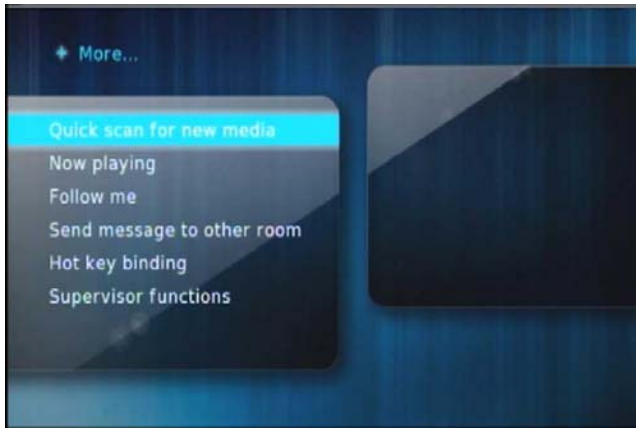 More...
Quick scan for new media
Now playing
Follow me
Send message to other room
Hot key binding
Supervisor functions